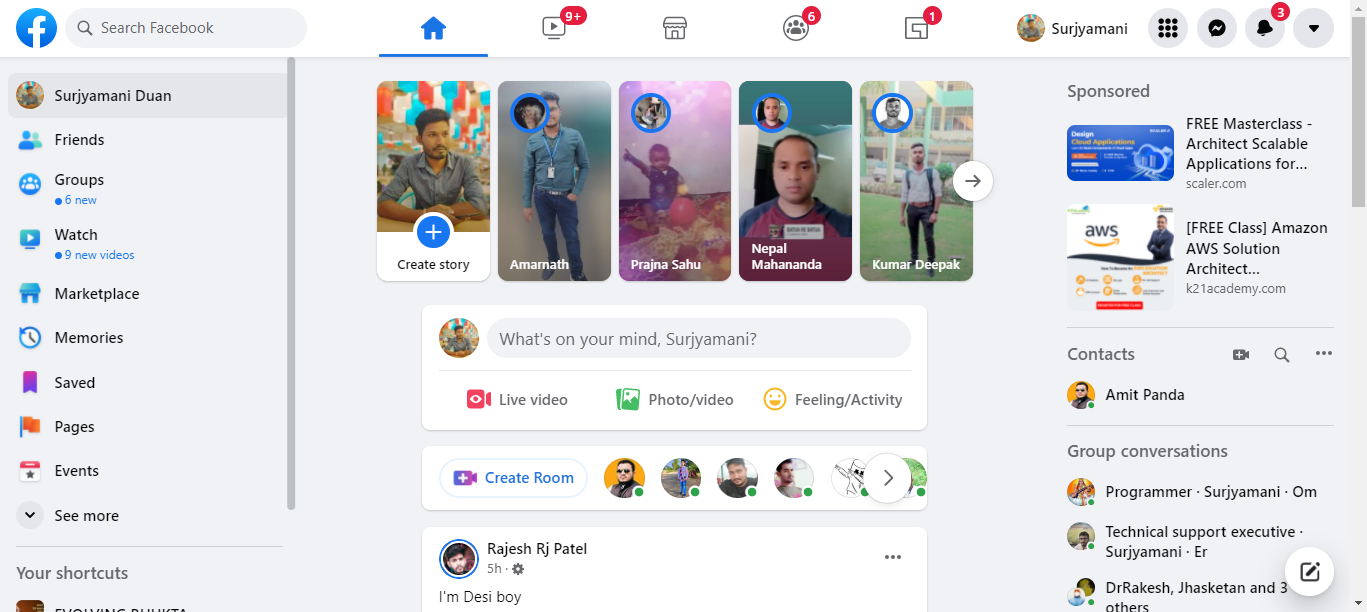 Search Facebook
9+
6
1
Surjyamani
3
Surjyamani Duan
Friends
Groups
6 new
Watch
9 new videos
Marketplace
Memories
Saved
Pages
Events
See more
Your shortcuts
Create story
Amarnath
Prajna Sahu
Nepal
Mahananda
Kumar Deepak
What's on your mind, Surjyamani?
Live video
Photo/video
Feeling/Activity
Create Room
Rajesh Rj Patel
5h ·
I'm Desi boy
Sponsored
Design
Cloud Applications
FREE Masterclass -
Architect Scalable
Applications for...
scaler.com
aws
[FREE Class] Amazon
AWS Solution
Architect...
k21academy.com
Contacts
Amit Panda
Group conversations
Programmer · Surjyamani · Om
Technical support executive ·
Surjyamani · Er
DrRakesh, Jhasketan and 3
others